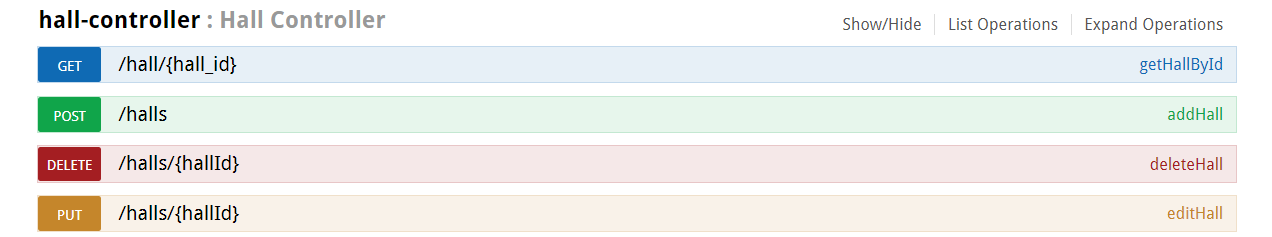 hall-controller : Hall Controller
Show/Hide List Operations Expand Operations
GET /hall/{hall_id} getHallById
POST /halls addHall
DELETE /halls/{hallId} deleteHall
PUT /halls/{hallId} editHall